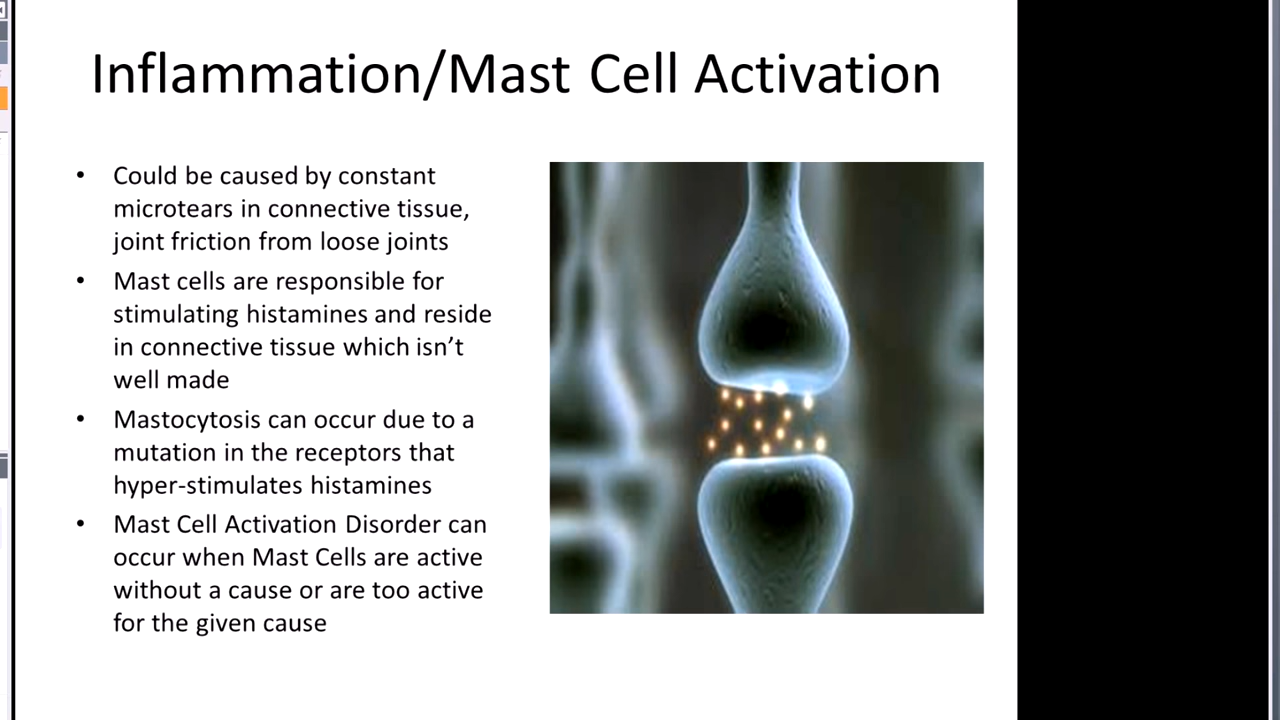 Inflammation/Mast Cell Activation
• Could be caused by constant
microtears in connective tissue,
joint friction from loose joints
• Mast cells are responsible for
stimulating histamines and reside
in connective tissue which isn’t
well made
• Mastocytosis can occur due to a
mutation in the receptors that
hyper-stimulates histamines
• Mast Cell Activation Disorder can
occur when Mast Cells are active
without a cause or are too active
for the given cause